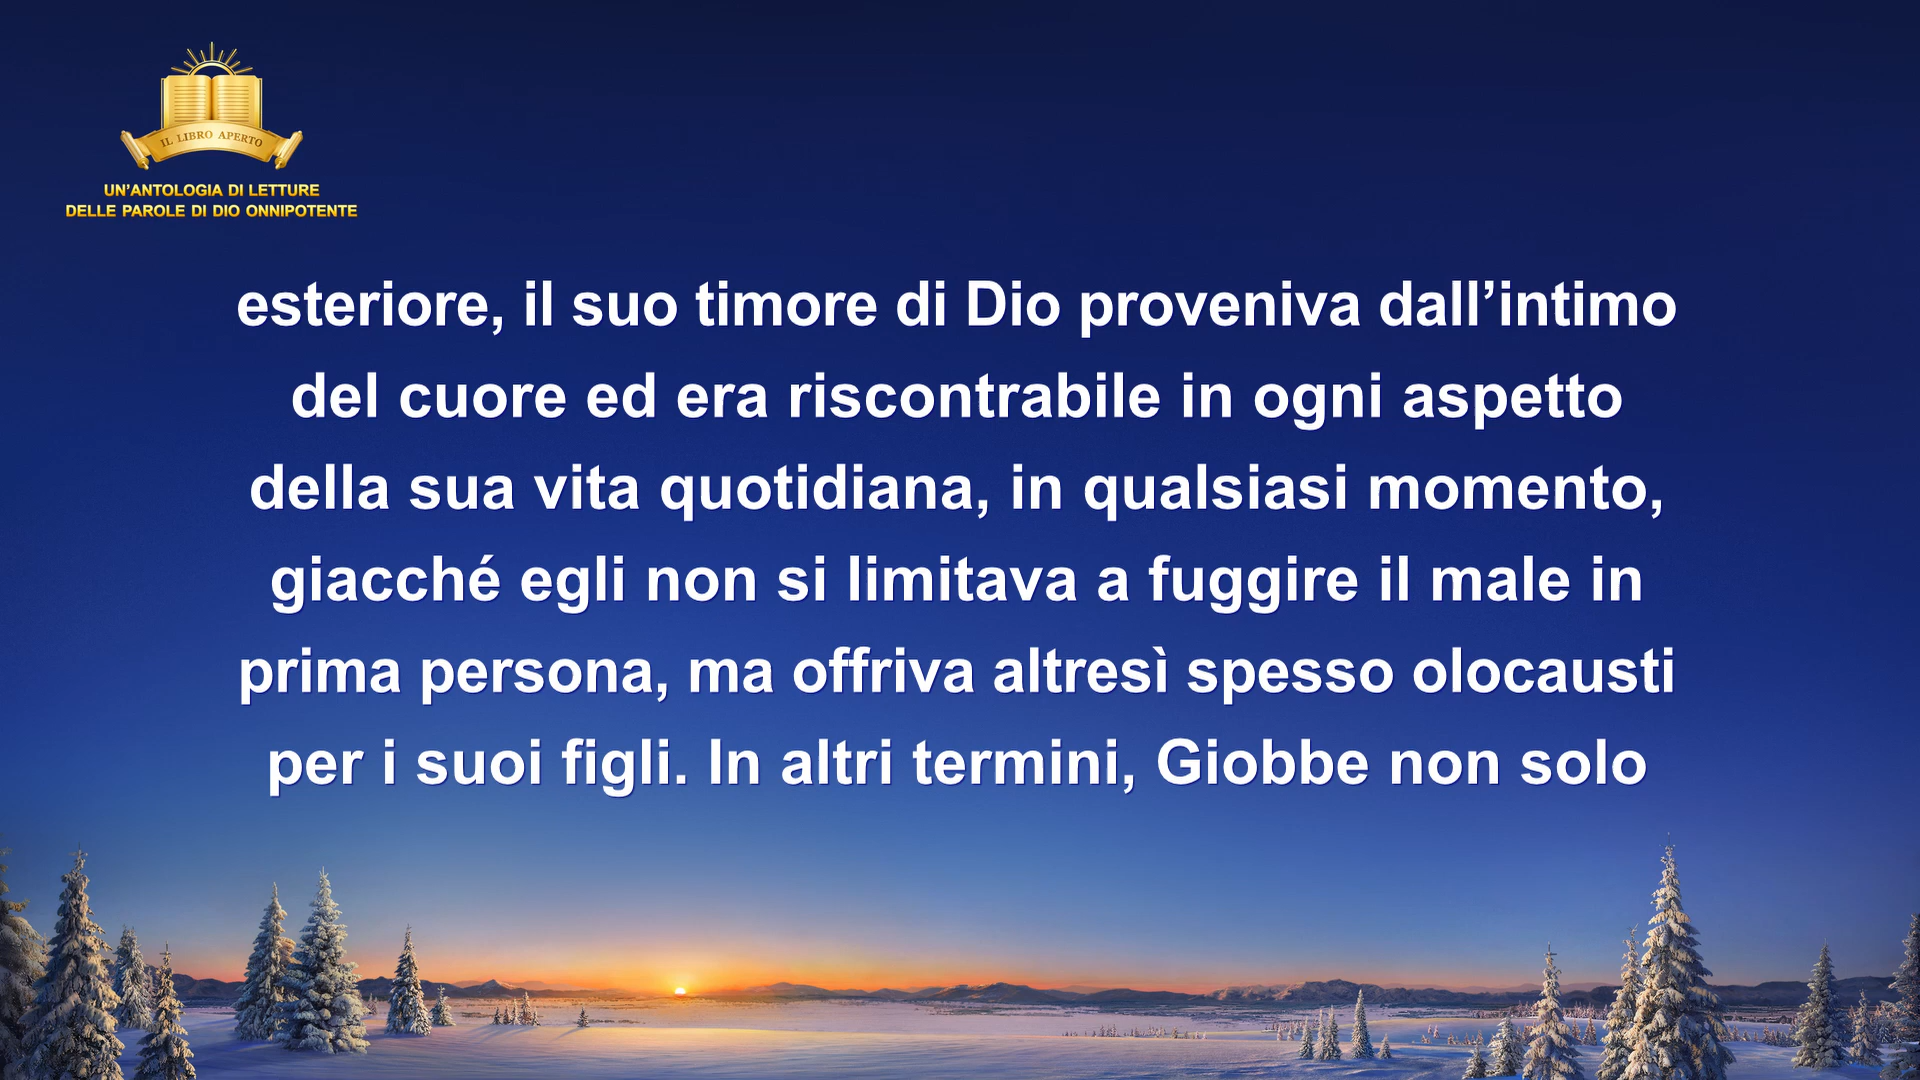 IL LIBRO APERTO
UN’ANTOLOGIA DI LETTURE
DELLE PAROLE DI DIO ONNIPOTENTE
esteriore, il suo timore di Dio proveniva dall’intimo
del cuore ed era riscontrabile in ogni aspetto
della sua vita quotidiana, in qualsiasi momento,
giacché egli non si limitava a fuggire il male in
prima persona, ma offriva altresì spesso olocausti
per i suoi figli. In altri termini, Giobbe non solo